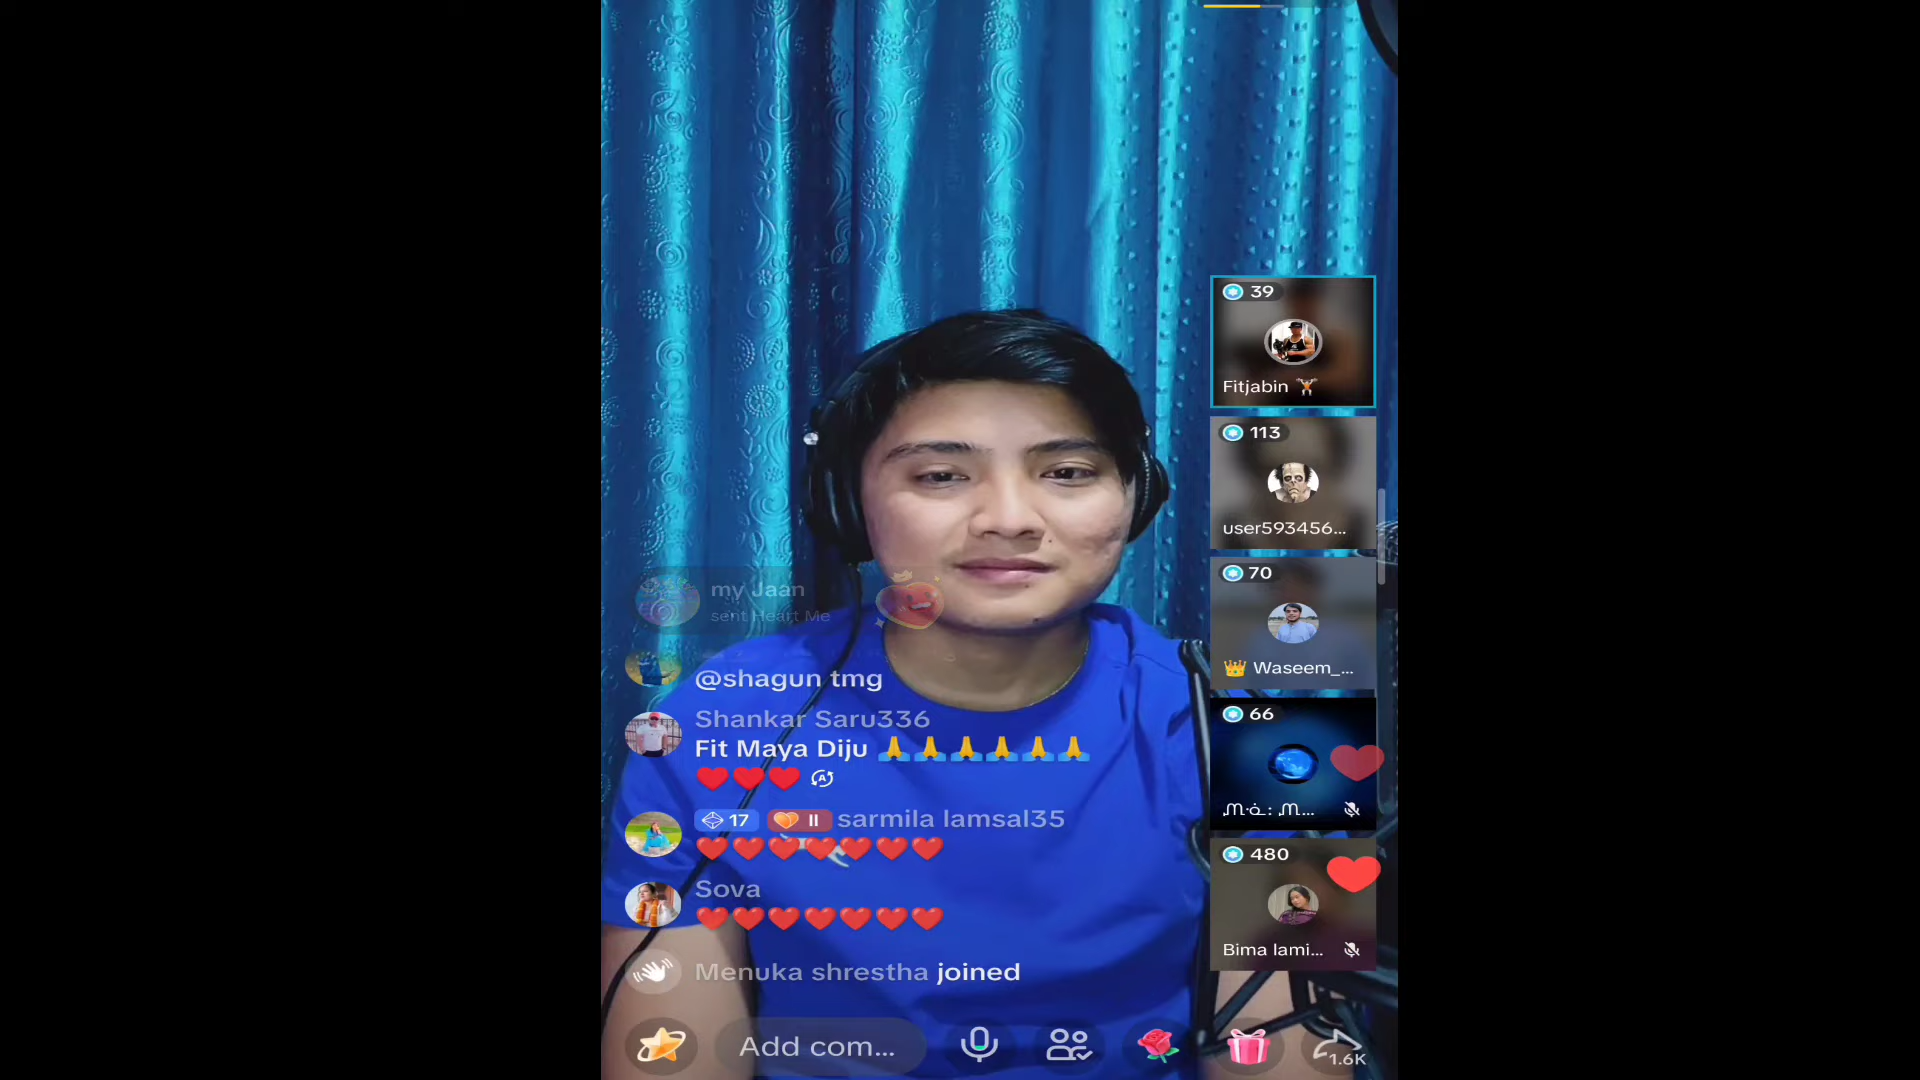 39
Fitjabin
113
user593456...
70
Waseem_...
66
480
Bima lami...
my Jaan
sent Heart Me
@shagun tmg
Shankar Saru336
Fit Maya Diju 🙏🙏🙏🙏🙏🙏
❤️❤️❤️
17 II sarmila lamsal35
❤️❤️❤️❤️❤️❤️❤️
Sova
❤️❤️❤️❤️❤️❤️❤️
Menuka shrestha joined
Add com...
1.6K